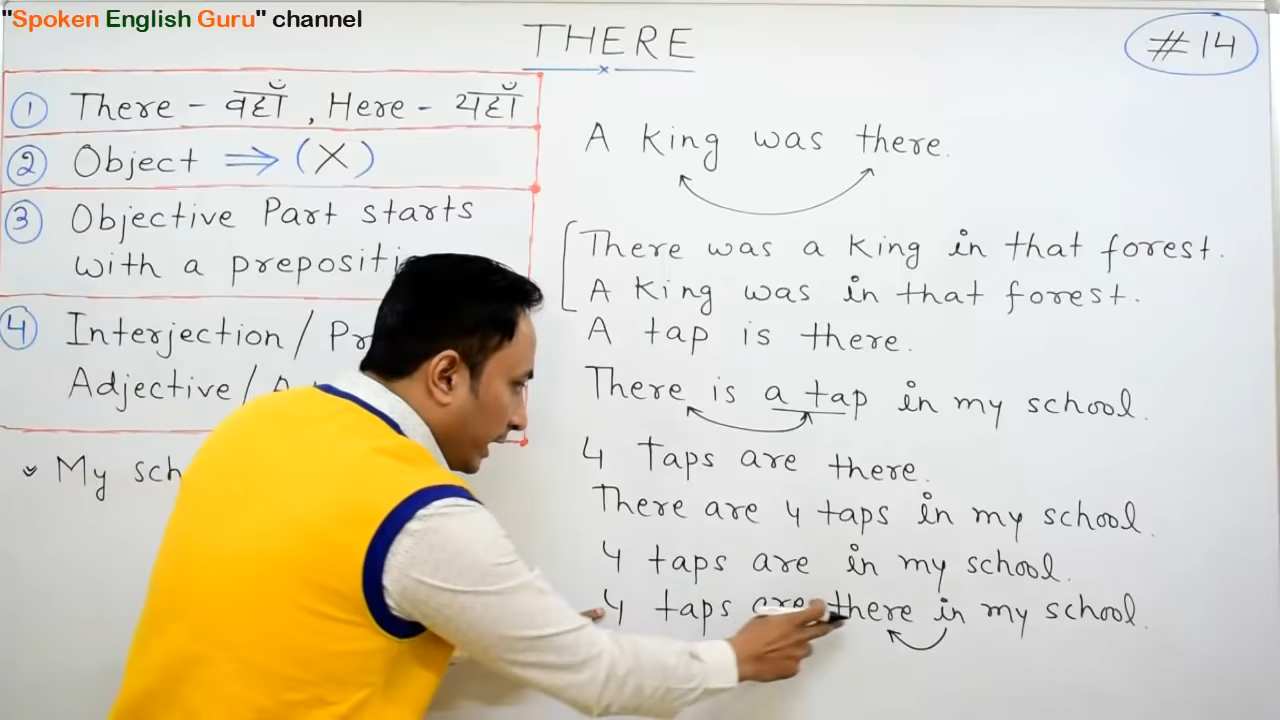 "Spoken English Guru" channel
THERE
#14
① There - वहाँ, Here - यहाँ
② Object ⇒ (X)
③ Objective Part starts
with a
④ Interjection /
Adjective /
My
A king was there.
There was a king in that forest.
A king was in that forest.
A tap is there.
There is a tap in my school.
4 Taps are there.
There are 4 taps in my school.
4 taps are in my school.
4 taps are there in my school.